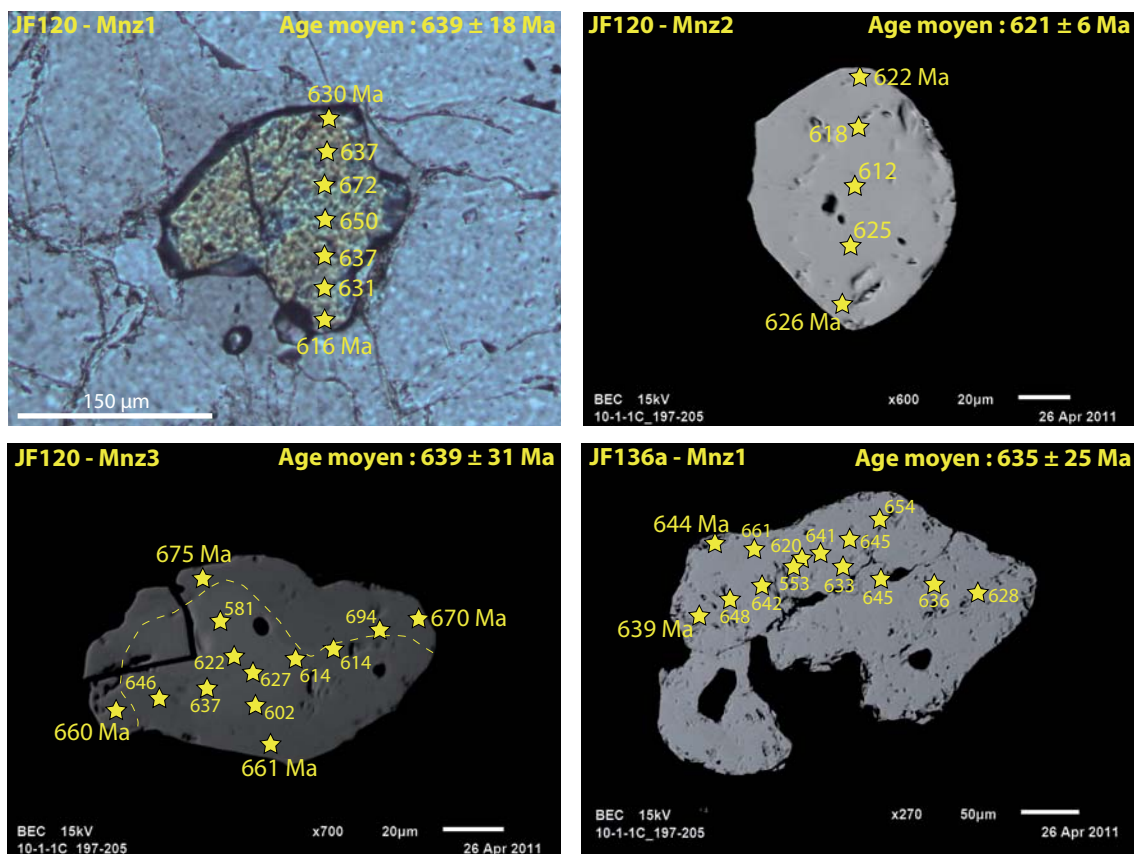 JF120 - Mnz1 Age moyen : 639 ± 18 Ma
630 Ma
637
672
650
637
631
616 Ma
150 µm
JF120 - Mnz2 Age moyen : 621 ± 6 Ma
622 Ma
618
612
625
626 Ma
BEC 15kV x600 20µm
10-1-1C_197-205 26 Apr 2011
JF120 - Mnz3 Age moyen : 639 ± 31 Ma
675 Ma
581
694
670 Ma
622
627
614
614
646
637
602
660 Ma
661 Ma
BEC 15kV x700 20µm
10-1-1C_197-205 26 Apr 2011
JF136a - Mnz1 Age moyen : 635 ± 25 Ma
654
644 Ma
661
620
641
645
553
633
642
645
636
628
648
639 Ma
BEC 15kV x270 50µm
10-1-1C_197-205 26 Apr 2011